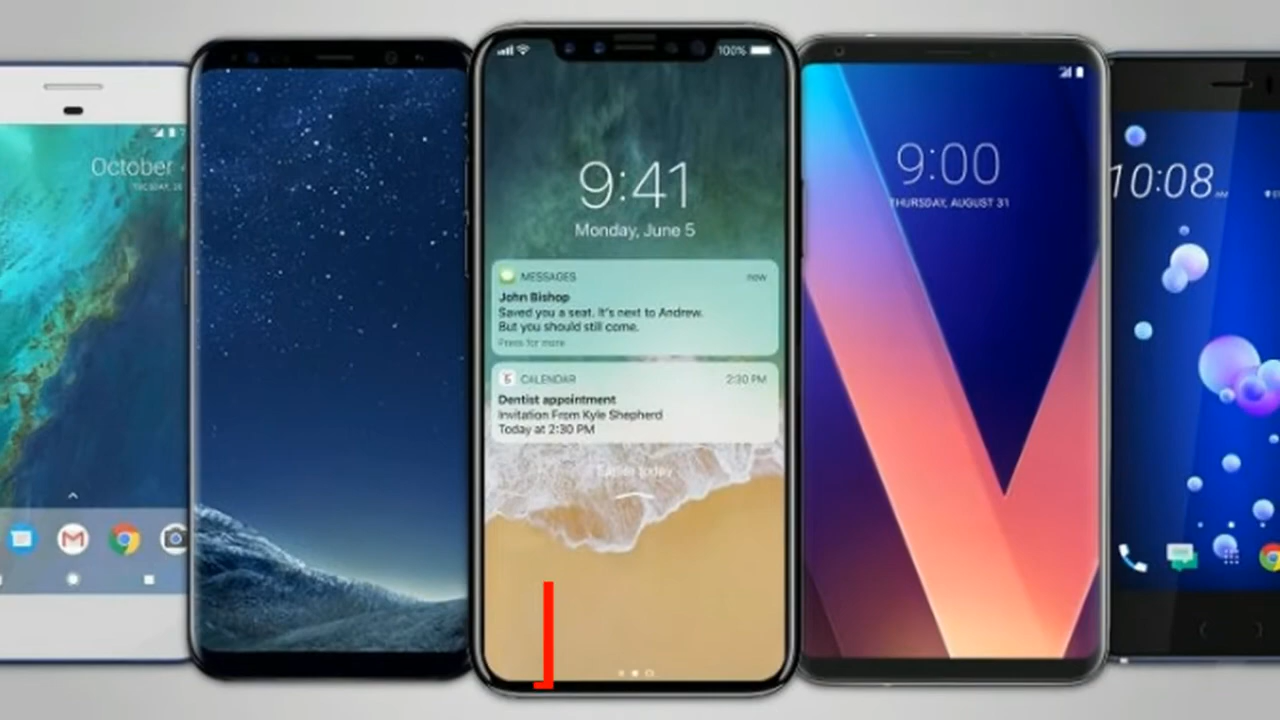 October
100%
9:41
Monday, June 5
MESSAGES now
John Bishop
Saved you a seat. It's next to Andrew.
But you should still come.
Press for more
CALENDAR 2:30 PM
Dentist appointment
Invitation From Kyle Shepherd
Today at 2:30 PM
Earlier today
9:00
THURSDAY, AUGUST 31
10:08